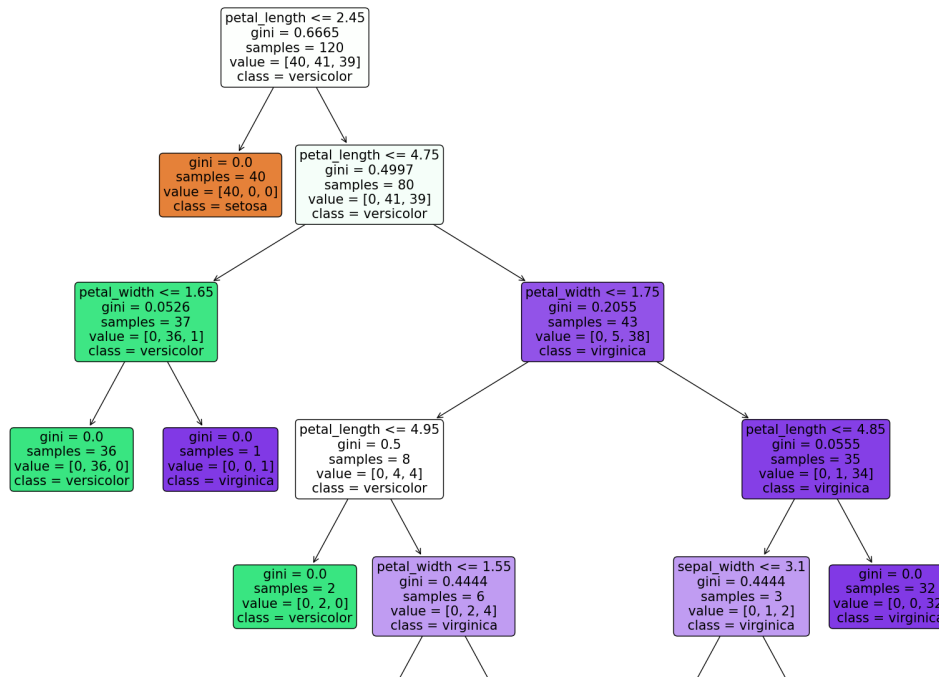 petal_length <= 2.45
gini = 0.6665
samples = 120
value = [40, 41, 39]
class = versicolor
gini = 0.0
samples = 40
value = [40, 0, 0]
class = setosa
petal_length <= 4.75
gini = 0.4997
samples = 80
value = [0, 41, 39]
class = versicolor
petal_width <= 1.65
gini = 0.0526
samples = 37
value = [0, 36, 1]
class = versicolor
petal_width <= 1.75
gini = 0.2055
samples = 43
value = [0, 5, 38]
class = virginica
gini = 0.0
samples = 36
value = [0, 36, 0]
class = versicolor
gini = 0.0
samples = 1
value = [0, 0, 1]
class = virginica
petal_length <= 4.95
gini = 0.5
samples = 8
value = [0, 4, 4]
class = versicolor
petal_length <= 4.85
gini = 0.0555
samples = 35
value = [0, 1, 34]
class = virginica
gini = 0.0
samples = 2
value = [0, 2, 0]
class = versicolor
petal_width <= 1.55
gini = 0.4444
samples = 6
value = [0, 2, 4]
class = virginica
sepal_width <= 3.1
gini = 0.4444
samples = 3
value = [0, 1, 2]
class = virginica
gini = 0.0
samples = 32
value = [0, 0, 32
class = virginica